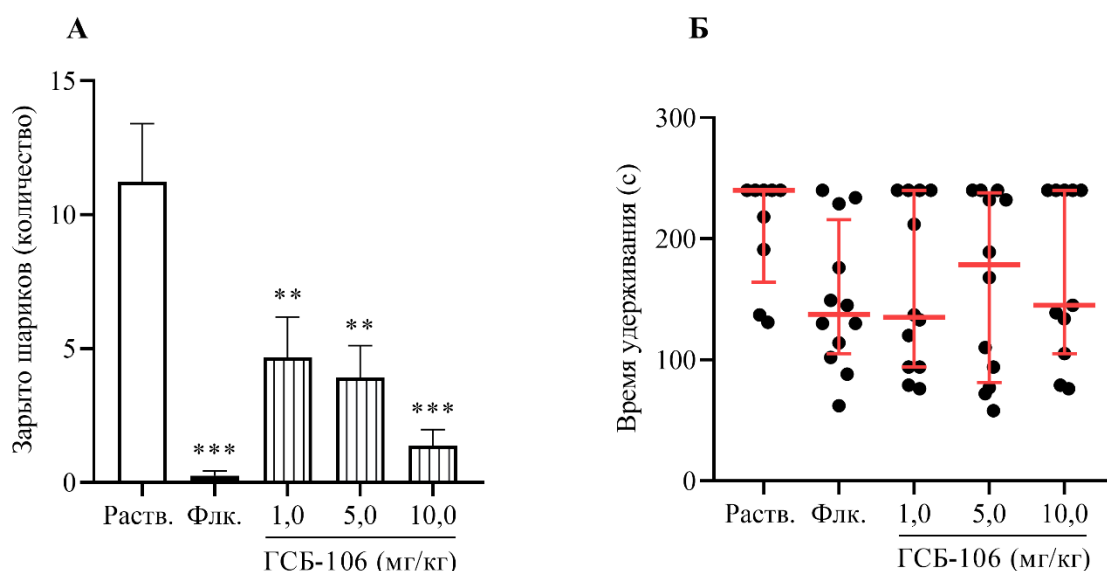 А
Зарыто шариков (количество)
15
10
5
0
**
**
***
***
Раств. Флк. 1,0 5,0 10,0
ГСБ-106 (мг/кг)
Б
Время удерживания (с)
300
200
100
0
Раств. Флк. 1,0 5,0 10,0
ГСБ-106 (мг/кг)